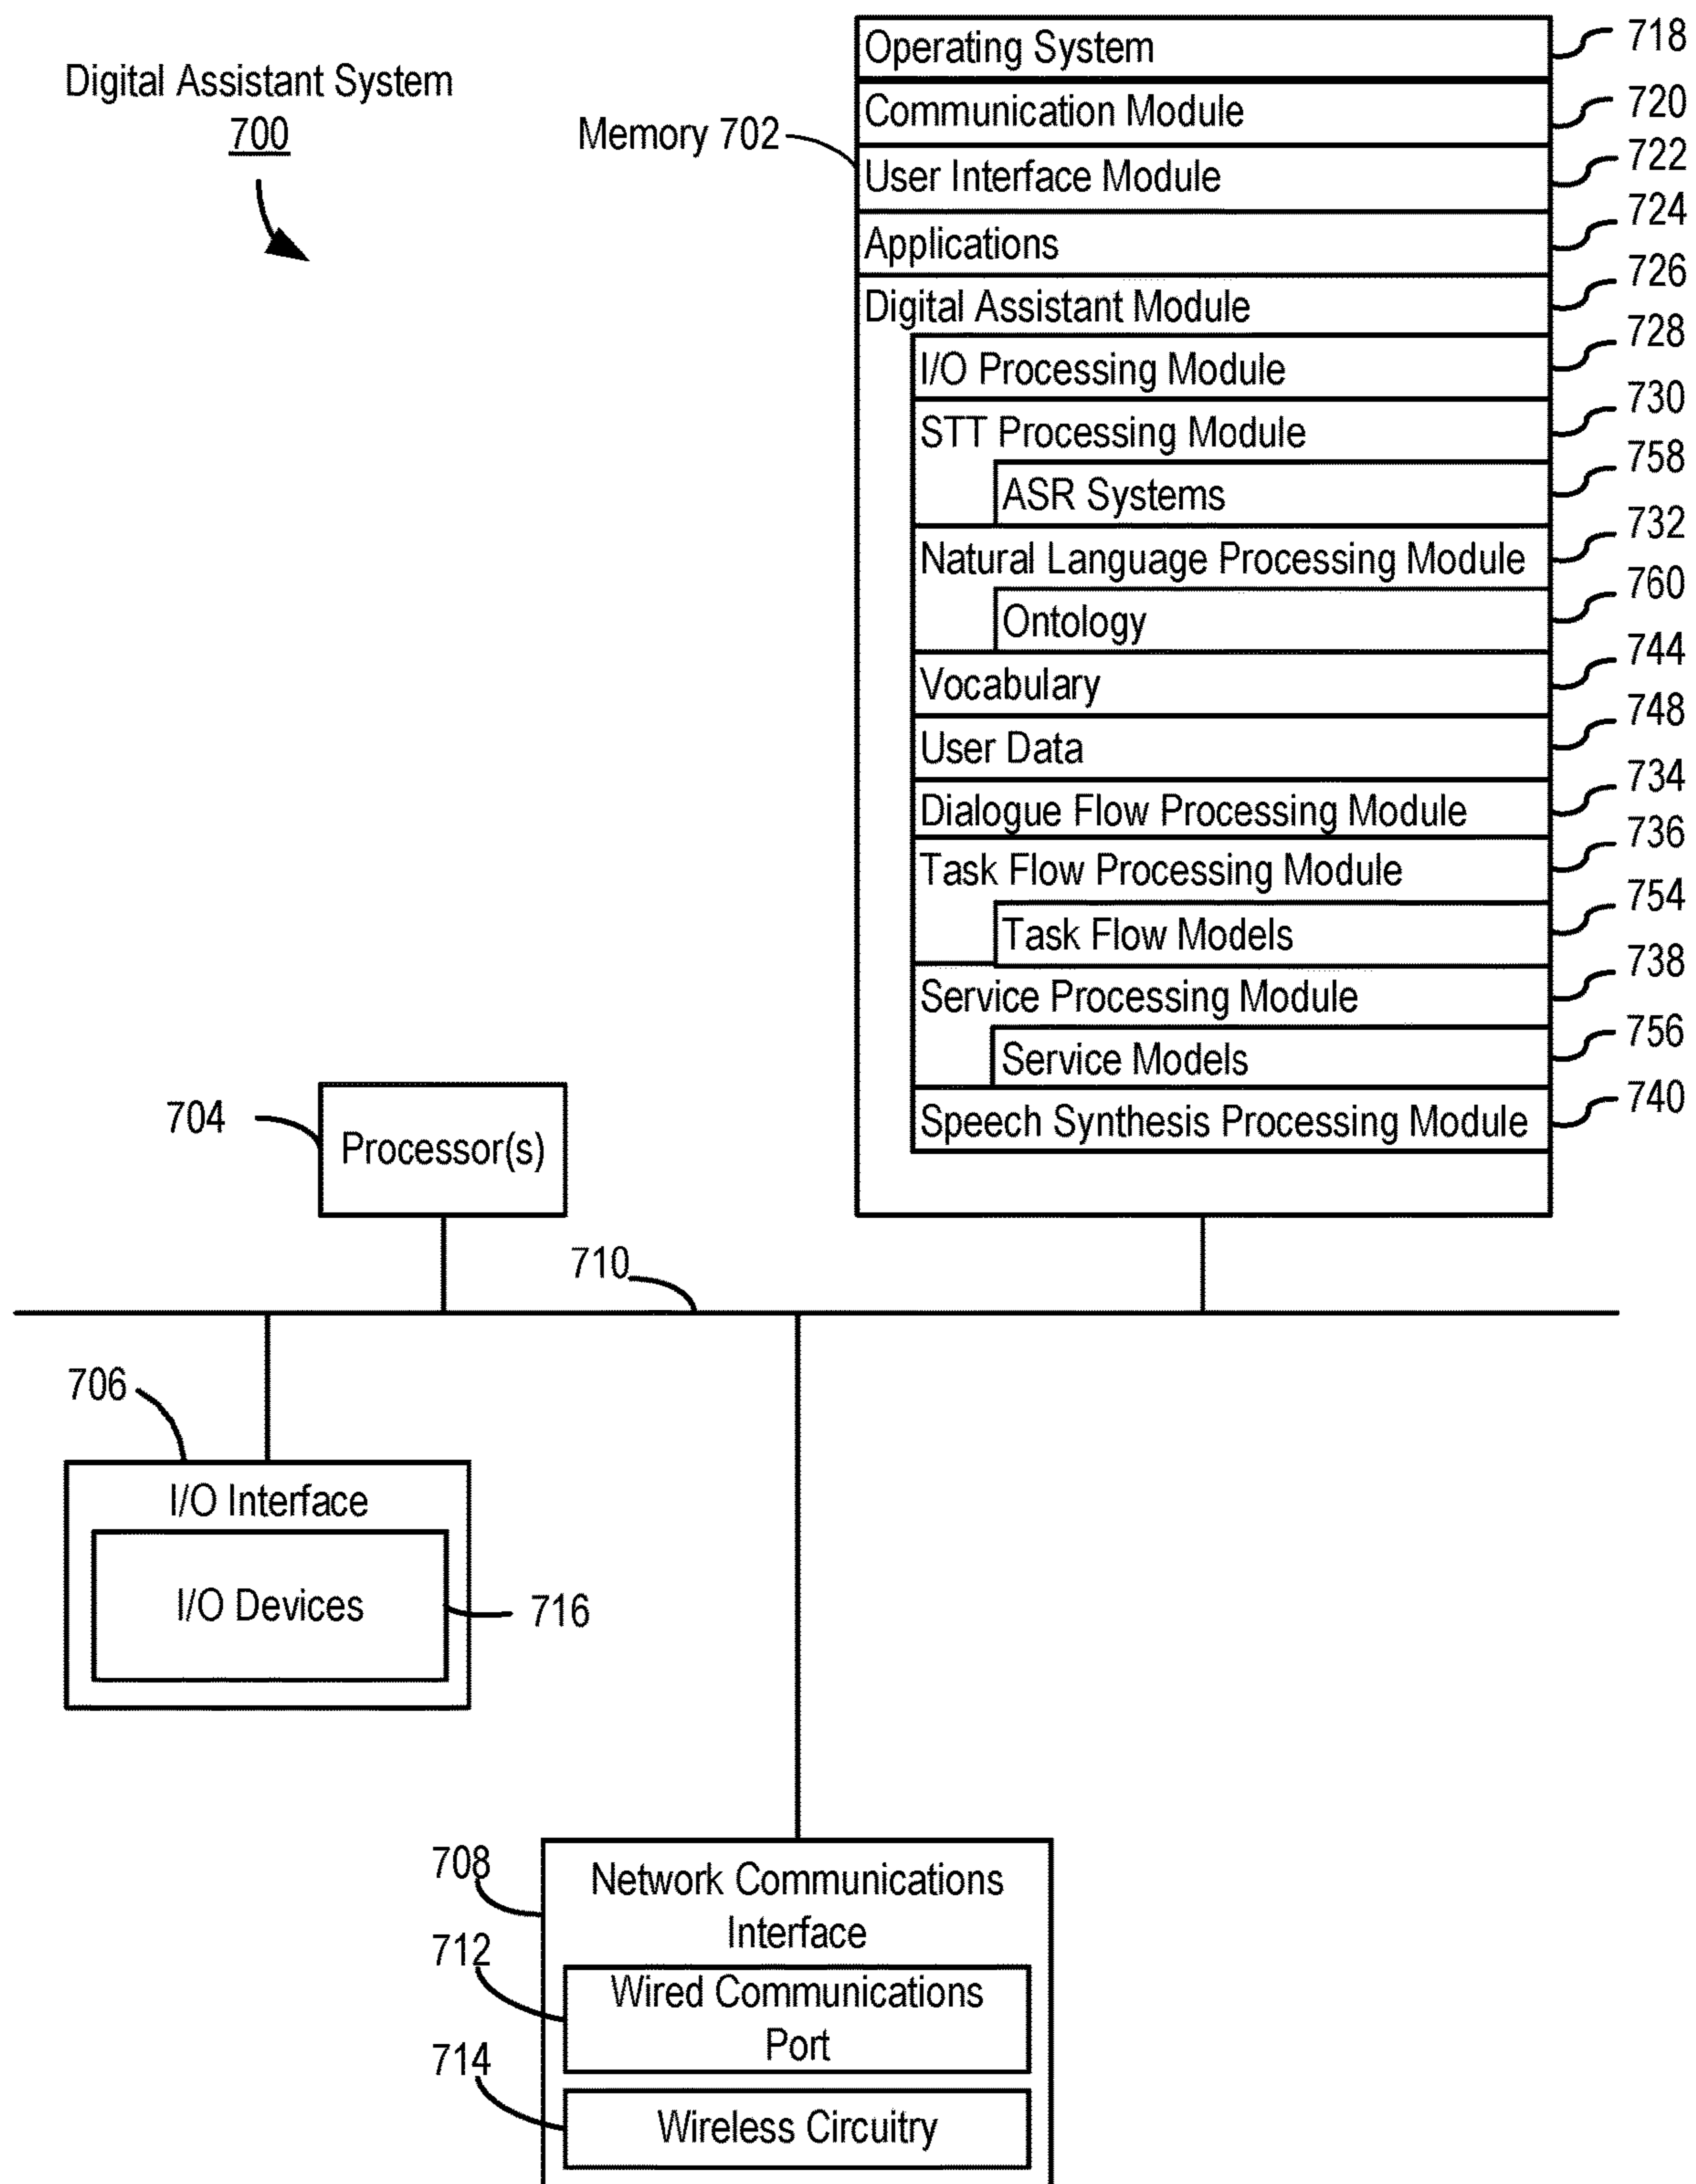 Digital Assistant System
700
Memory 702
Operating System 718
Communication Module 720
User Interface Module 722
Applications 724
Digital Assistant Module 726
I/O Processing Module 728
STT Processing Module 730
ASR Systems 758
Natural Language Processing Module 732
Ontology 760
Vocabulary 744
User Data 748
Dialogue Flow Processing Module 734
Task Flow Processing Module 736
Task Flow Models 754
Service Processing Module 738
Service Models 756
Speech Synthesis Processing Module 740
704
Processor(s)
710
706
I/O Interface
I/O Devices
716
708
Network Communications
Interface
712
Wired Communications
Port
714
Wireless Circuitry